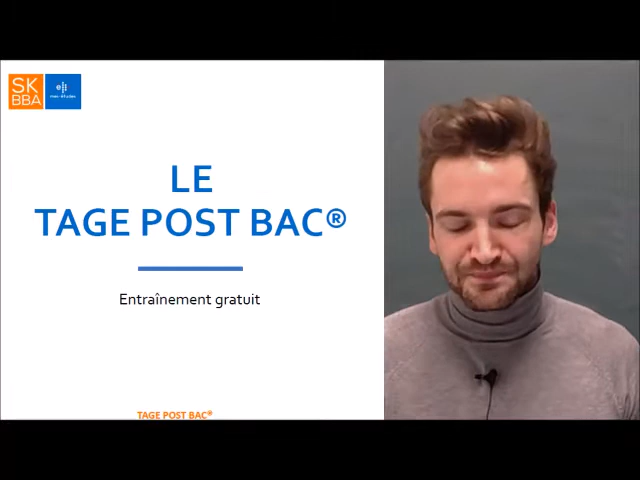 SK
BBA
LE
TAGE POST BAC®
Entraînement gratuit
TAGE POST BAC®